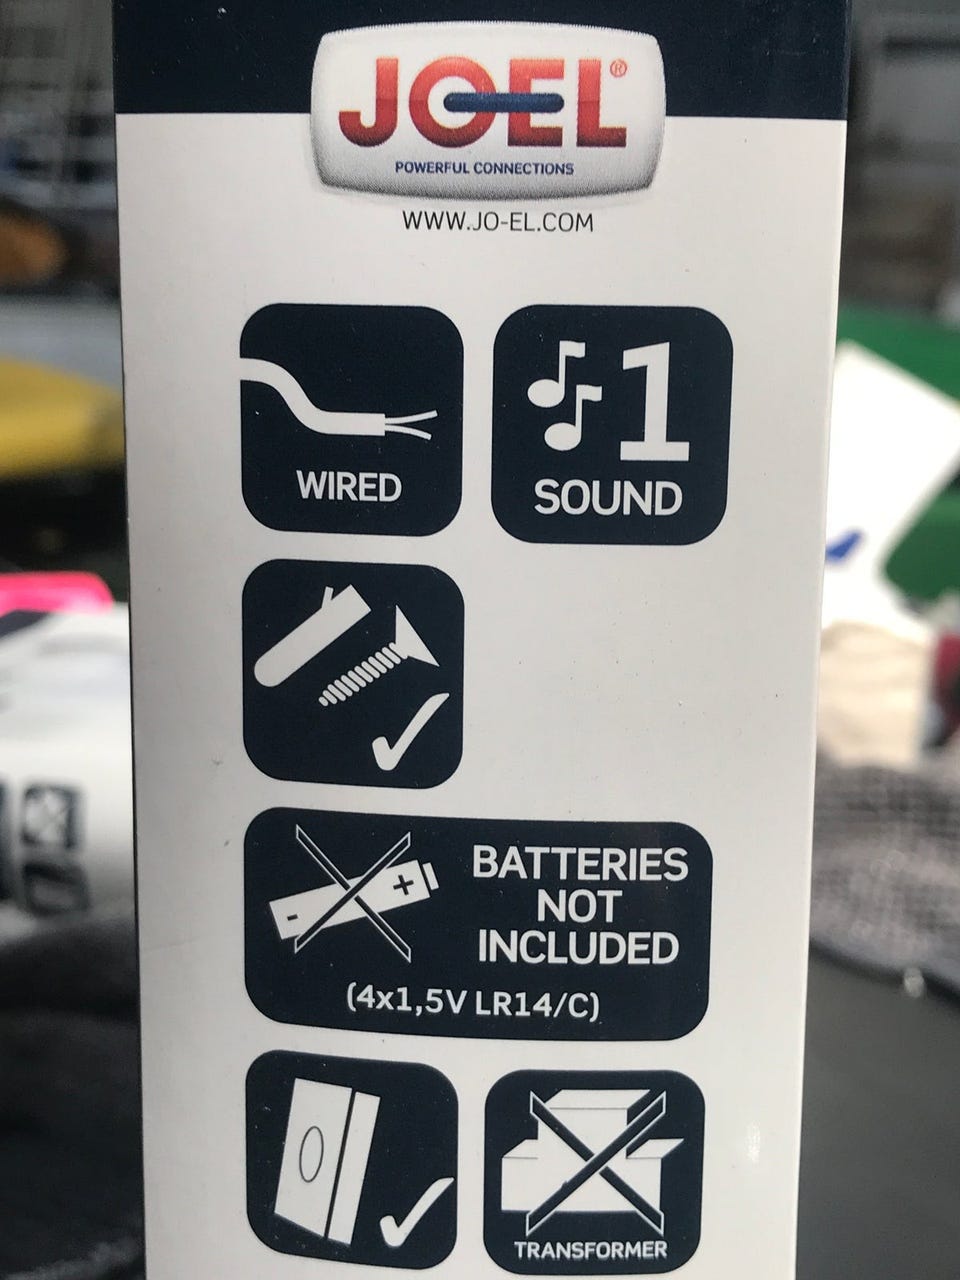 JOEL®
POWERFUL CONNECTIONS
WWW.JO-EL.COM
WIRED
1
SOUND
- +
BATTERIES
NOT
INCLUDED
(4x1,5V LR14/C)
TRANSFORMER